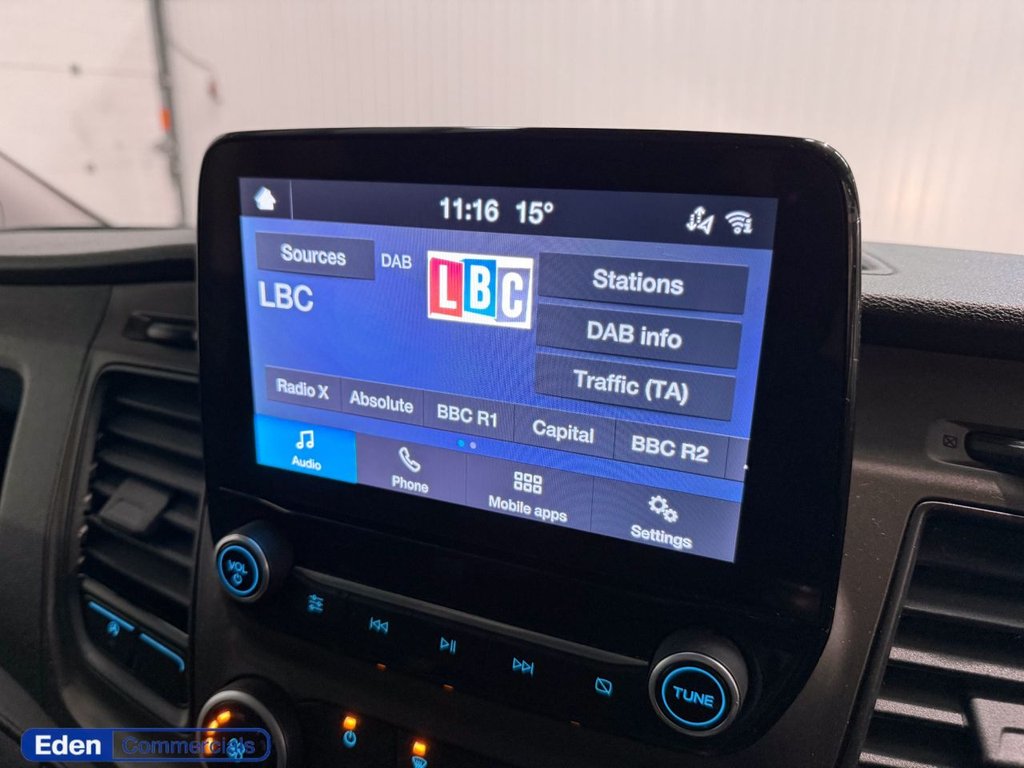 11:16 15°
Sources DAB LBC Stations
LBC
DAB info
Traffic (TA)
Radio X Absolute BBC R1 Capital BBC R2
Audio Phone Mobile apps Settings
VOL
TUNE
Eden Commercials